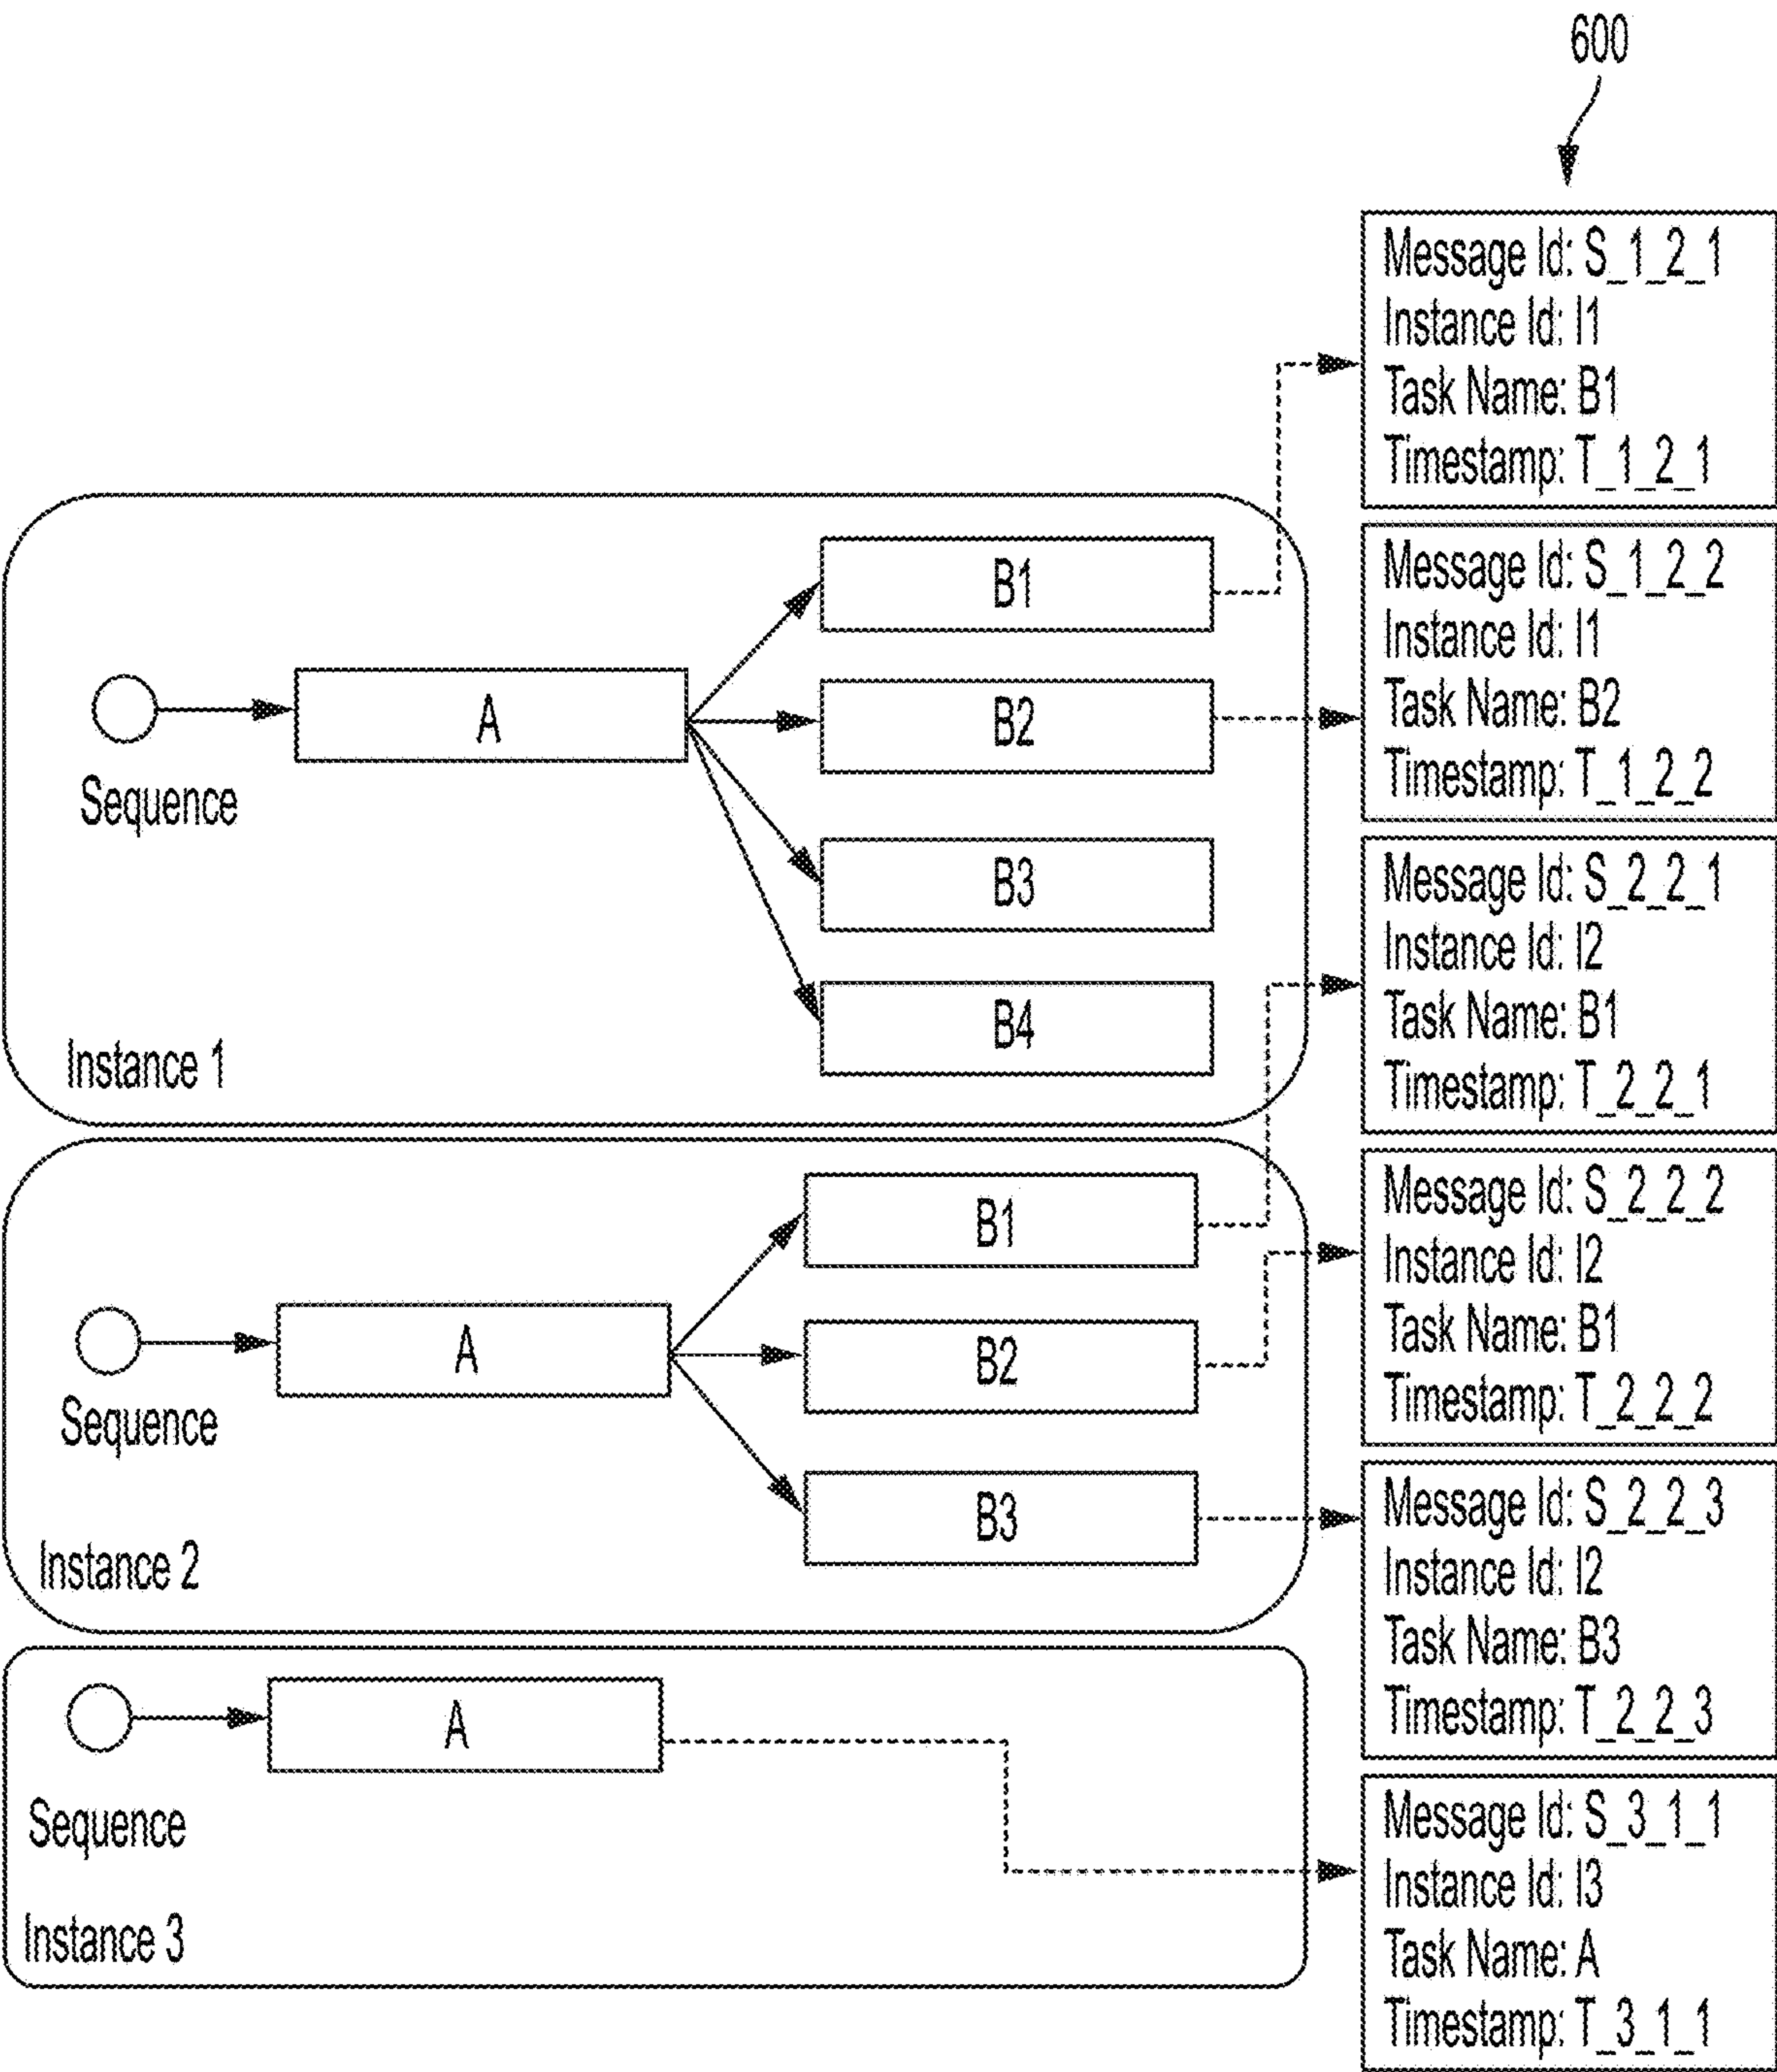 600
Message Id: S_1_2_1
Instance Id: I1
Task Name: B1
Timestamp: T_1_2_1
Message Id: S_1_2_2
Instance Id: I1
Task Name: B2
Timestamp: T_1_2_2
Message Id: S_2_2_1
Instance Id: I2
Task Name: B1
Timestamp: T_2_2_1
Message Id: S_2_2_2
Instance Id: I2
Task Name: B1
Timestamp: T_2_2_2
Message Id: S_2_2_3
Instance Id: I2
Task Name: B3
Timestamp: T_2_2_3
Message Id: S_3_1_1
Instance Id: I3
Task Name: A
Timestamp: T_3_1_1
Sequence
A
B1
B2
B3
B4
Instance 1
Sequence
A
B1
B2
B3
Instance 2
Sequence
A
Instance 3